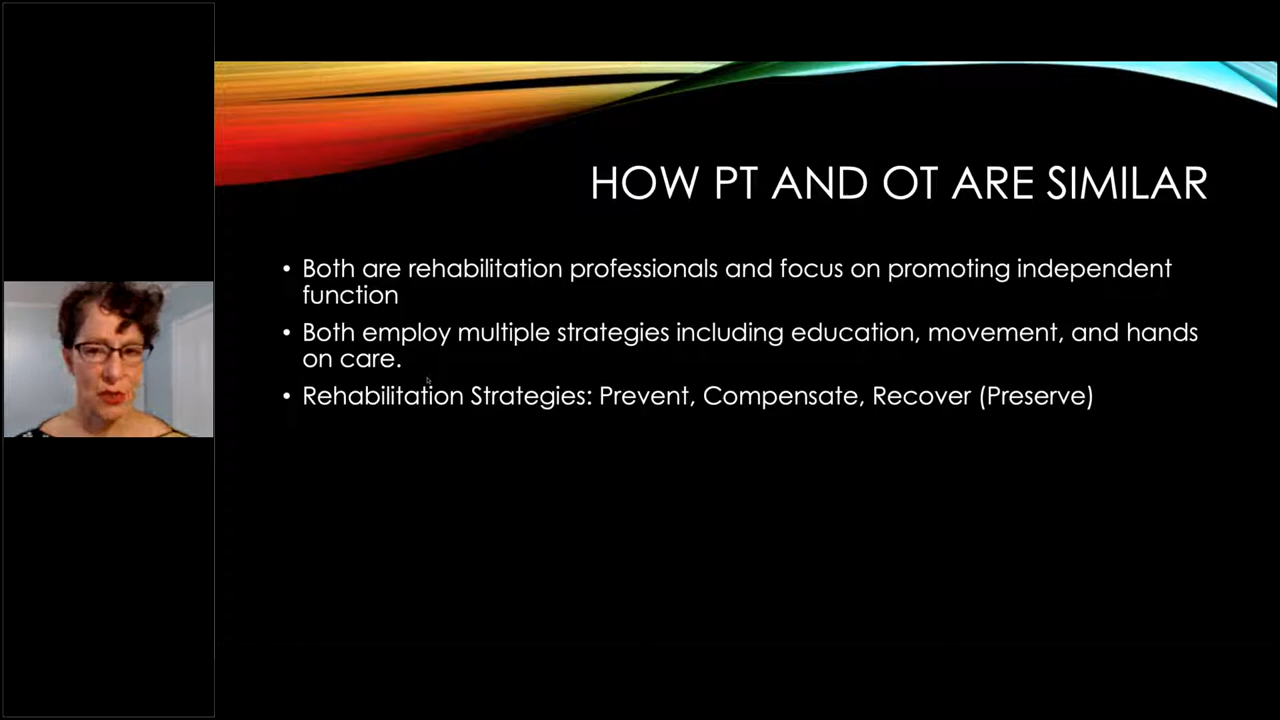 HOW PT AND OT ARE SIMILAR
• Both are rehabilitation professionals and focus on promoting independent
function
• Both employ multiple strategies including education, movement, and hands
on care.
• Rehabilitation Strategies: Prevent, Compensate, Recover (Preserve)